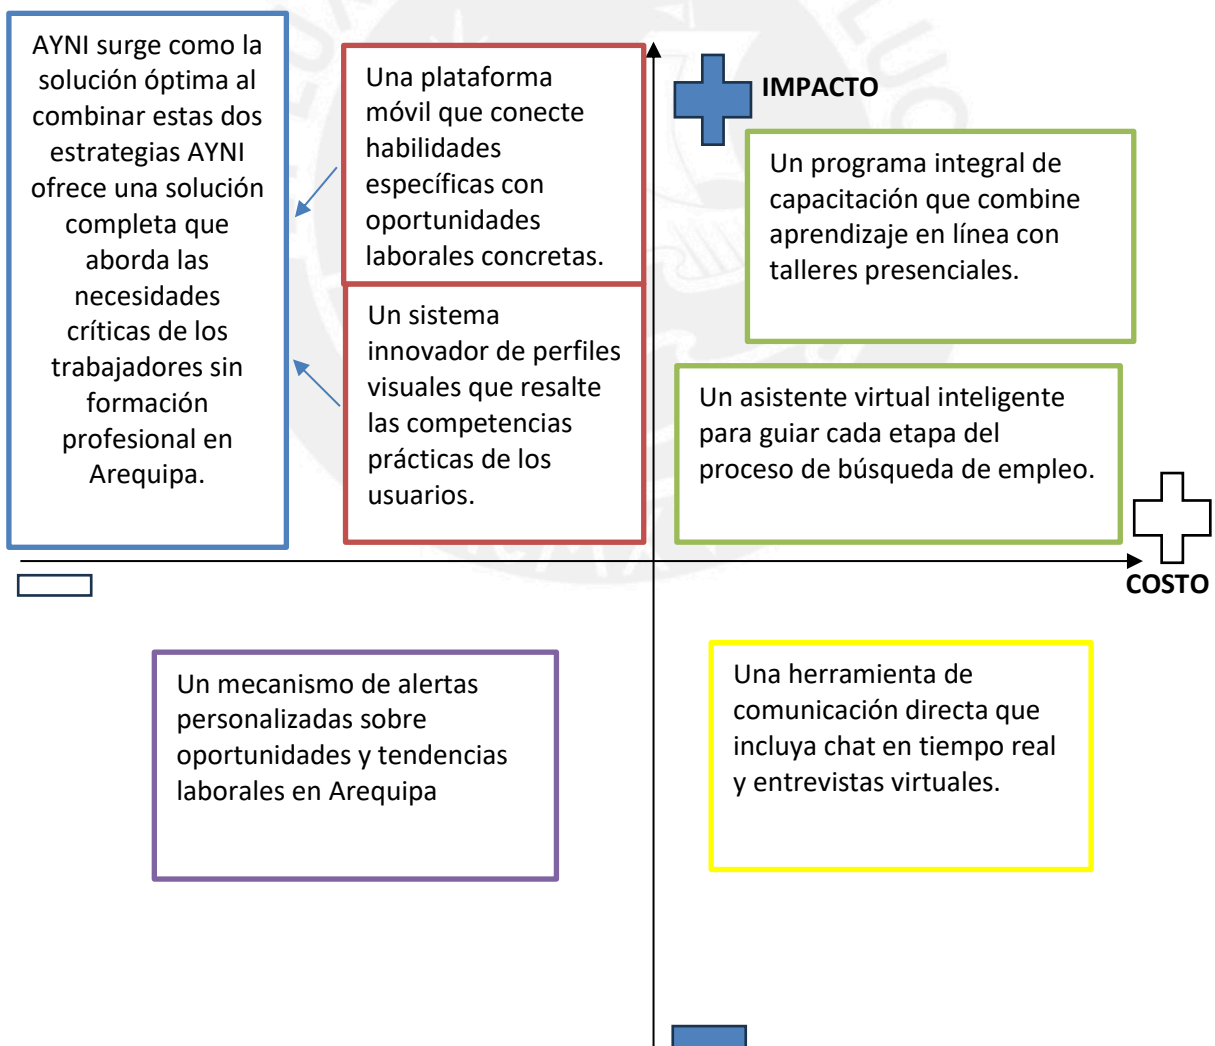 AYNI surge como la
solución óptima al
combinar estas dos
estrategias AYNI
ofrece una solución
completa que
aborda las
necesidades
críticas de los
trabajadores sin
formación
profesional en
Arequipa.
Una plataforma
móvil que conecte
habilidades
específicas con
oportunidades
laborales concretas.
Un sistema
innovador de perfiles
visuales que resalte
las competencias
prácticas de los
usuarios.
IMPACTO
Un programa integral de
capacitación que combine
aprendizaje en línea con
talleres presenciales.
Un asistente virtual inteligente
para guiar cada etapa del
proceso de búsqueda de empleo.
COSTO
Un mecanismo de alertas
personalizadas sobre
oportunidades y tendencias
laborales en Arequipa
Una herramienta de
comunicación directa que
incluya chat en tiempo real
y entrevistas virtuales.